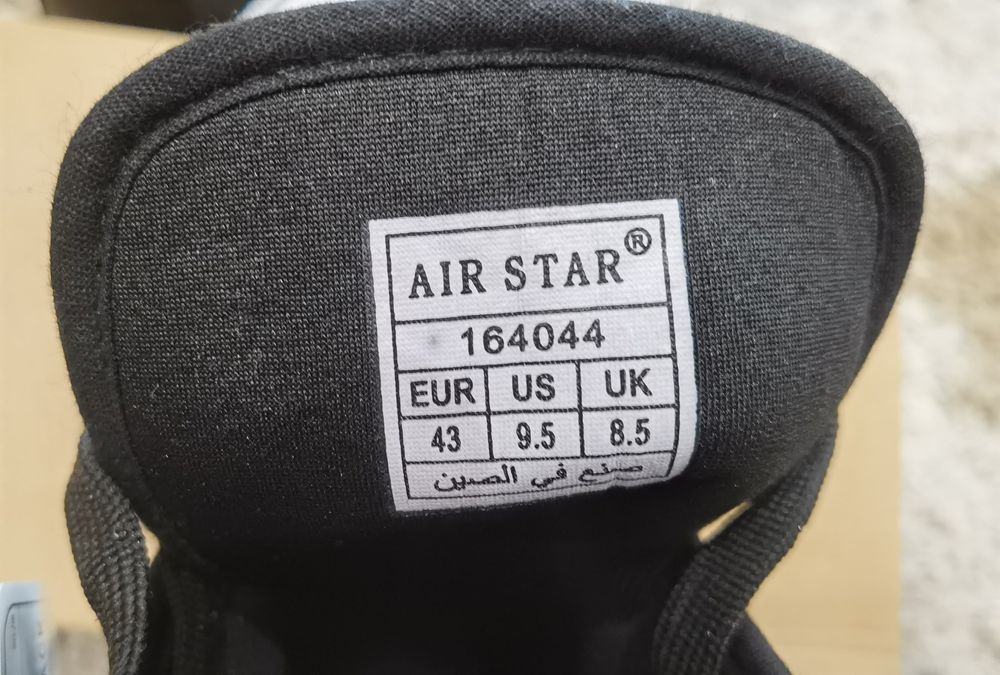 AIR STAR®
164044
EUR US UK
43 9.5 8.5
صنع في الصين